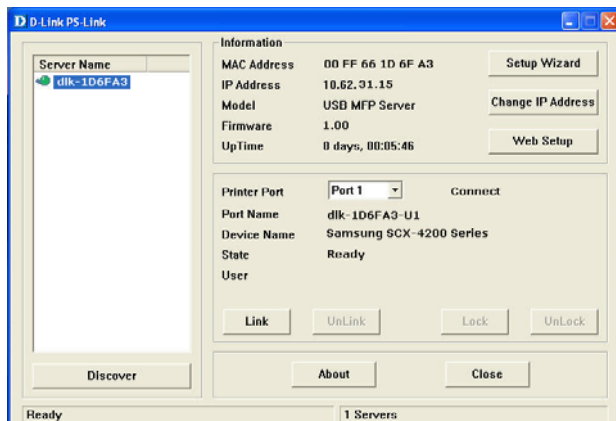 D-Link PS-Link
Server Name
dlk-1D6FA3
Discover
Information
MAC Address 00 FF 66 1D 6F A3
IP Address 10.62.31.15
Model USB MFP Server
Firmware 1.00
UpTime 0 days, 00:05:46
Setup Wizard
Change IP Address
Web Setup
Printer Port Port 1 Connect
Port Name dlk-1D6FA3-U1
Device Name Samsung SCX-4200 Series
State Ready
User
Link UnLink Lock UnLock
About Close
Ready 1 Servers